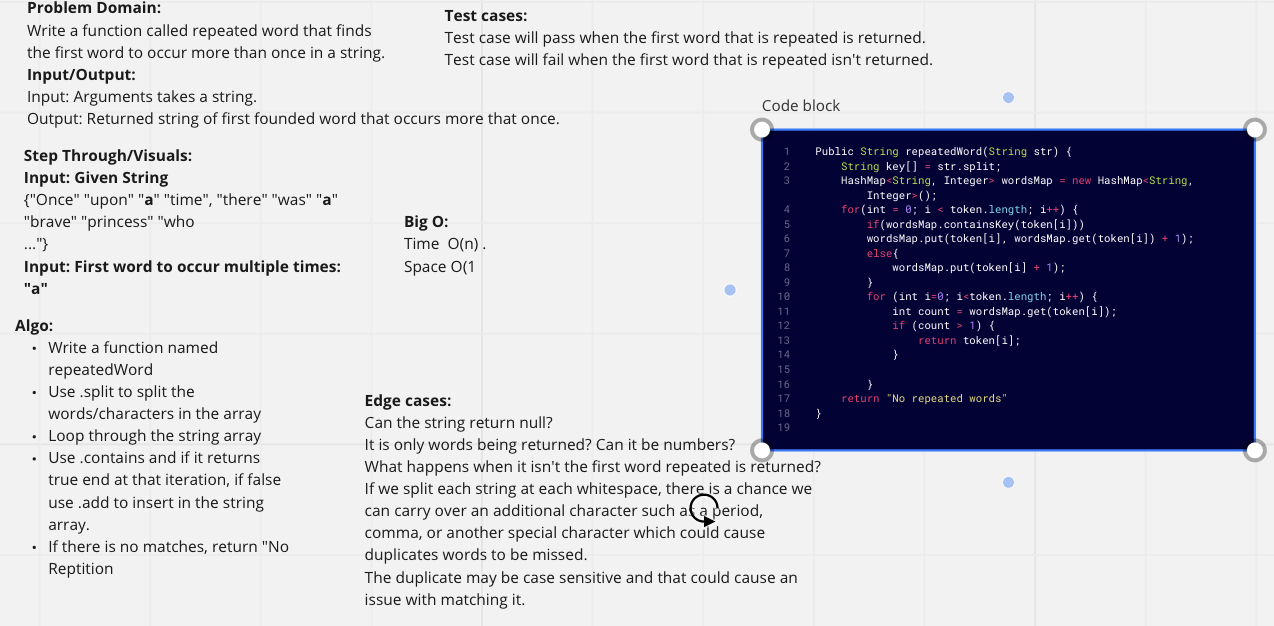 Problem Domain:
Write a function called repeated word that finds
the first word to occur more than once in a string.
Input/Output:
Input: Arguments takes a string.
Output: Returned string of first founded word that occurs more that once.
Test cases:
Test case will pass when the first word that is repeated is returned.
Test case will fail when the first word that is repeated isn't returned.
Step Through/Visuals:
Input: Given String
{"Once" "upon" "a" "time", "there" "was" "a"
"brave" "princess" "who
..."}
Input: First word to occur multiple times:
"a"
Big O:
Time O(n) .
Space O(1
Algo:
• Write a function named
repeatedWord
• Use .split to split the
words/characters in the array
• Loop through the string array
• Use .contains and if it returns
true end at that iteration, if false
use .add to insert in the string
array.
• If there is no matches, return "No
Reptition
Edge cases:
Can the string return null?
It is only words being returned? Can it be numbers?
What happens when it isn't the first word repeated is returned?
If we split each string at each whitespace, there is a chance we
can carry over an additional character such as a period,
comma, or another special character which could cause
duplicates words to be missed.
The duplicate may be case sensitive and that could cause an
issue with matching it.
Code block
1 Public String repeatedWord(String str) {
2 String key[] = str.split;
3 HashMap<String, Integer> wordsMap = new HashMap<String,
Integer>();
4 for(int = 0; i < token.length; i++) {
5 if(wordsMap.containsKey(token[i]))
6 wordsMap.put(token[i], wordsMap.get(token[i]) + 1);
7 else{
8 wordsMap.put(token[i] + 1);
9 }
10 for (int i=0; i<token.length; i++) {
11 int count = wordsMap.get(token[i]);
12 if (count > 1) {
13 return token[i];
14 }
15
16 }
17 return "No repeated words"
18 }
19